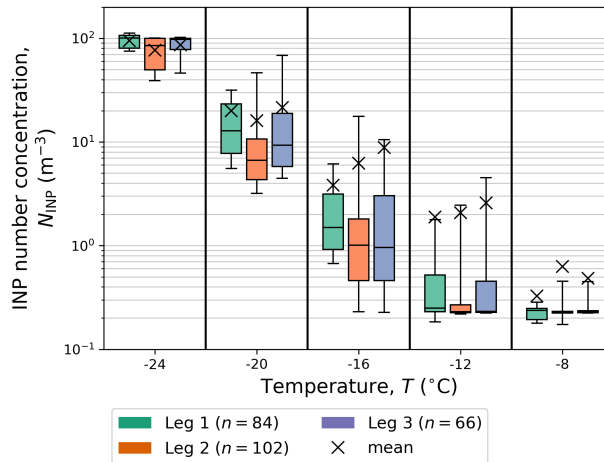 INP number concentration,
N_INP (m⁻³)
10²
10¹
10⁰
10⁻¹
-24 -20 -16 -12 -8
Temperature, T (°C)
Leg 1 (n = 84) Leg 3 (n = 66)
Leg 2 (n = 102) mean